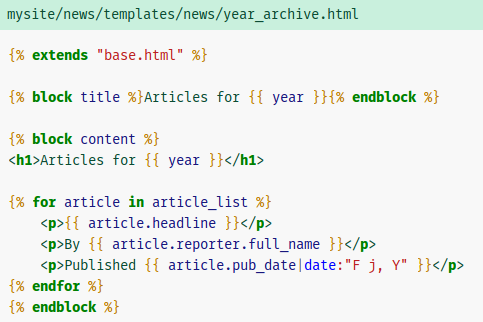 mysite/news/templates/news/year_archive.html
{% extends "base.html" %}
{% block title %}Articles for {{ year }}{% endblock %}
{% block content %}
<h1>Articles for {{ year }}</h1>
{% for article in article_list %}
    <p>{{ article.headline }}</p>
    <p>By {{ article.reporter.full_name }}</p>
    <p>Published {{ article.pub_date|date:"F j, Y" }}</p>
{% endfor %}
{% endblock %}